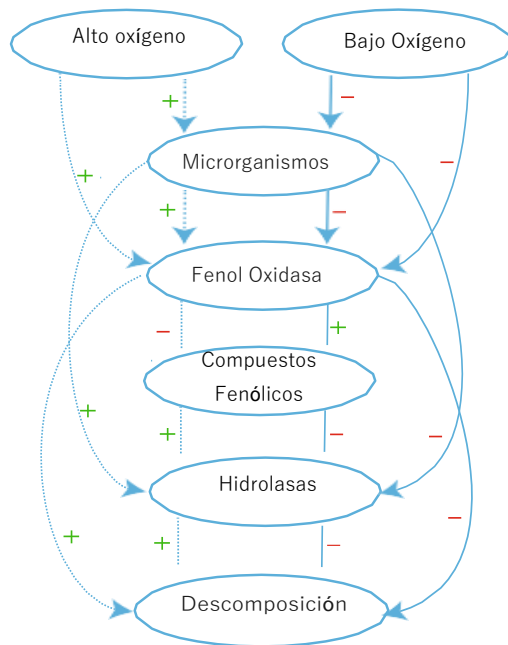 Alto oxígeno
Bajo Oxígeno
+
−
Microrganismos
+
−
+
−
Fenol Oxidasa
−
+
Compuestos
Fenólicos
+
+
−
−
Hidrolasas
+
+
−
−
Descomposición